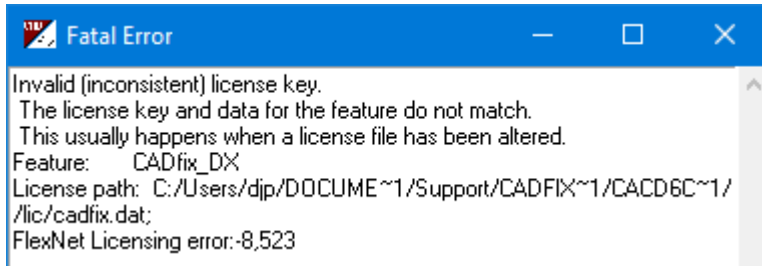 Fatal Error
Invalid (inconsistent) license key.
The license key and data for the feature do not match.
This usually happens when a license file has been altered.
Feature: CADfix_DX
License path: C:/Users/djp/DOCUME~1/Support/CADFIX~1/CACD6C~1/
/lic/cadfix.dat;
FlexNet Licensing error:-8,523